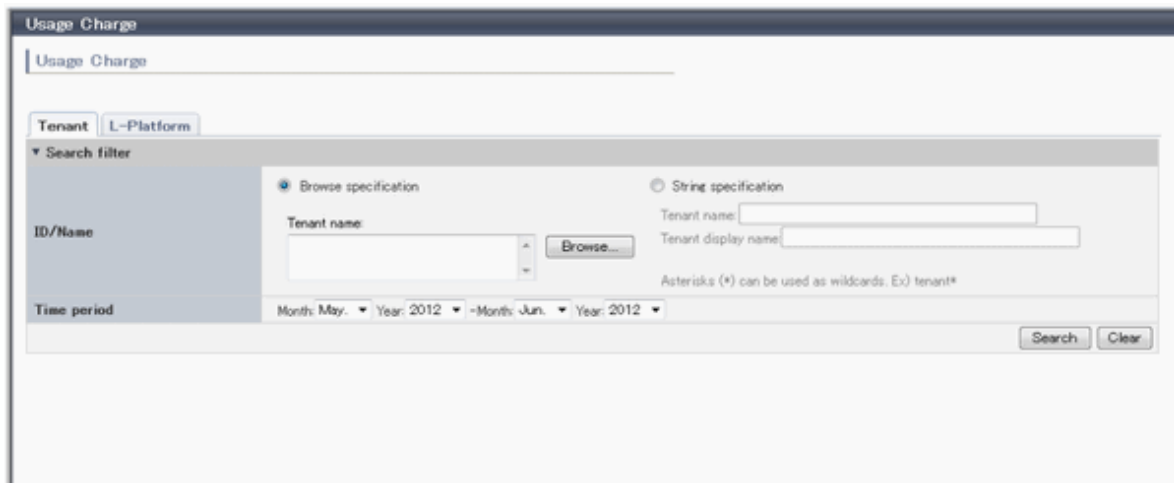 Usage Charge
Usage Charge
Tenant L-Platform
▼ Search filter
ID/Name
Browse specification
Tenant name:
Browse...
String specification
Tenant name:
Tenant display name:
Asterisks (*) can be used as wildcards. Ex) tenant*
Time period
Month: May. ▼ Year: 2012 ▼ -Month: Jun. ▼ Year: 2012 ▼
Search Clear